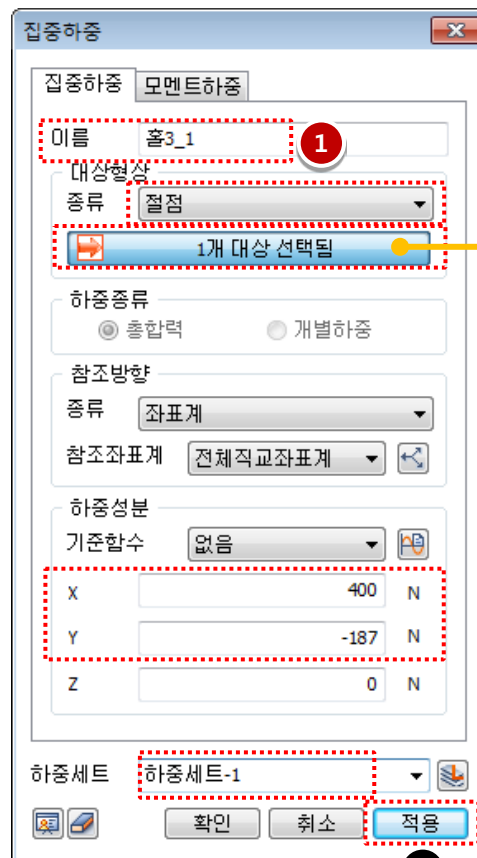 집중하중
집중하중 모멘트하중
이름 홀3_1 1
대상형상
종류 절점
1개 대상 선택됨
하중종류
총합력 개별하중
참조방향
종류 좌표계
참조좌표계 전체직교좌표계
하중성분
기준함수 없음
X 400 N
Y -187 N
Z 0 N
하중세트 하중세트-1
확인 취소 적용